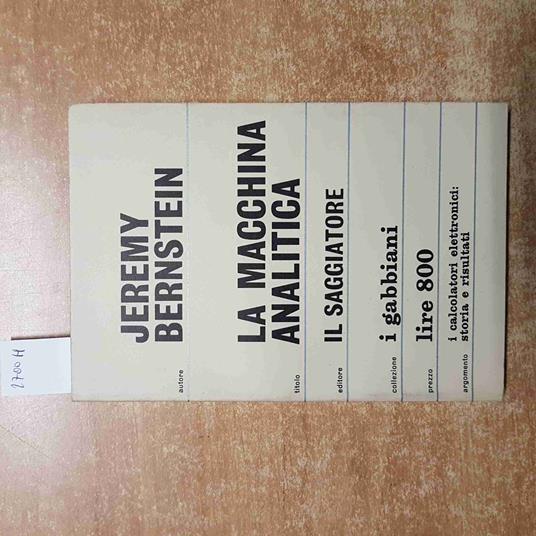 JEREMY
BERNSTEIN
autore
LA MACCHINA
ANALITICA
titolo
IL SAGGIATORE
editore
i gabbiani
collezione
lire 800
prezzo
i calcolatori elettronici:
storia e risultati
argomento
2700 H